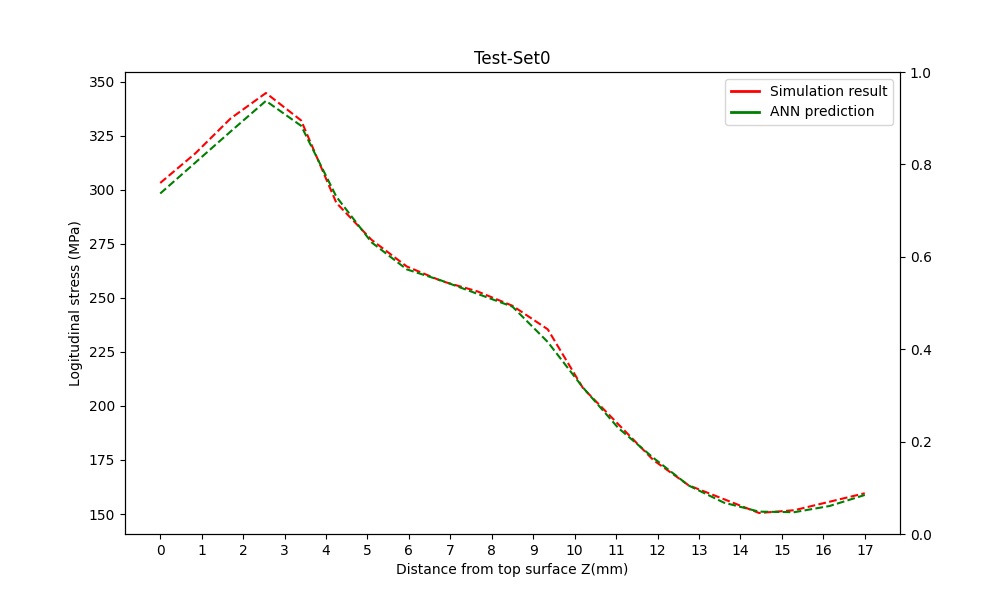 Test-Set0
Simulation result
ANN prediction
Logitudinal stress (MPa)
350
325
300
275
250
225
200
175
150
1.0
0.8
0.6
0.4
0.2
0.0
0 1 2 3 4 5 6 7 8 9 10 11 12 13 14 15 16 17
Distance from top surface Z(mm)